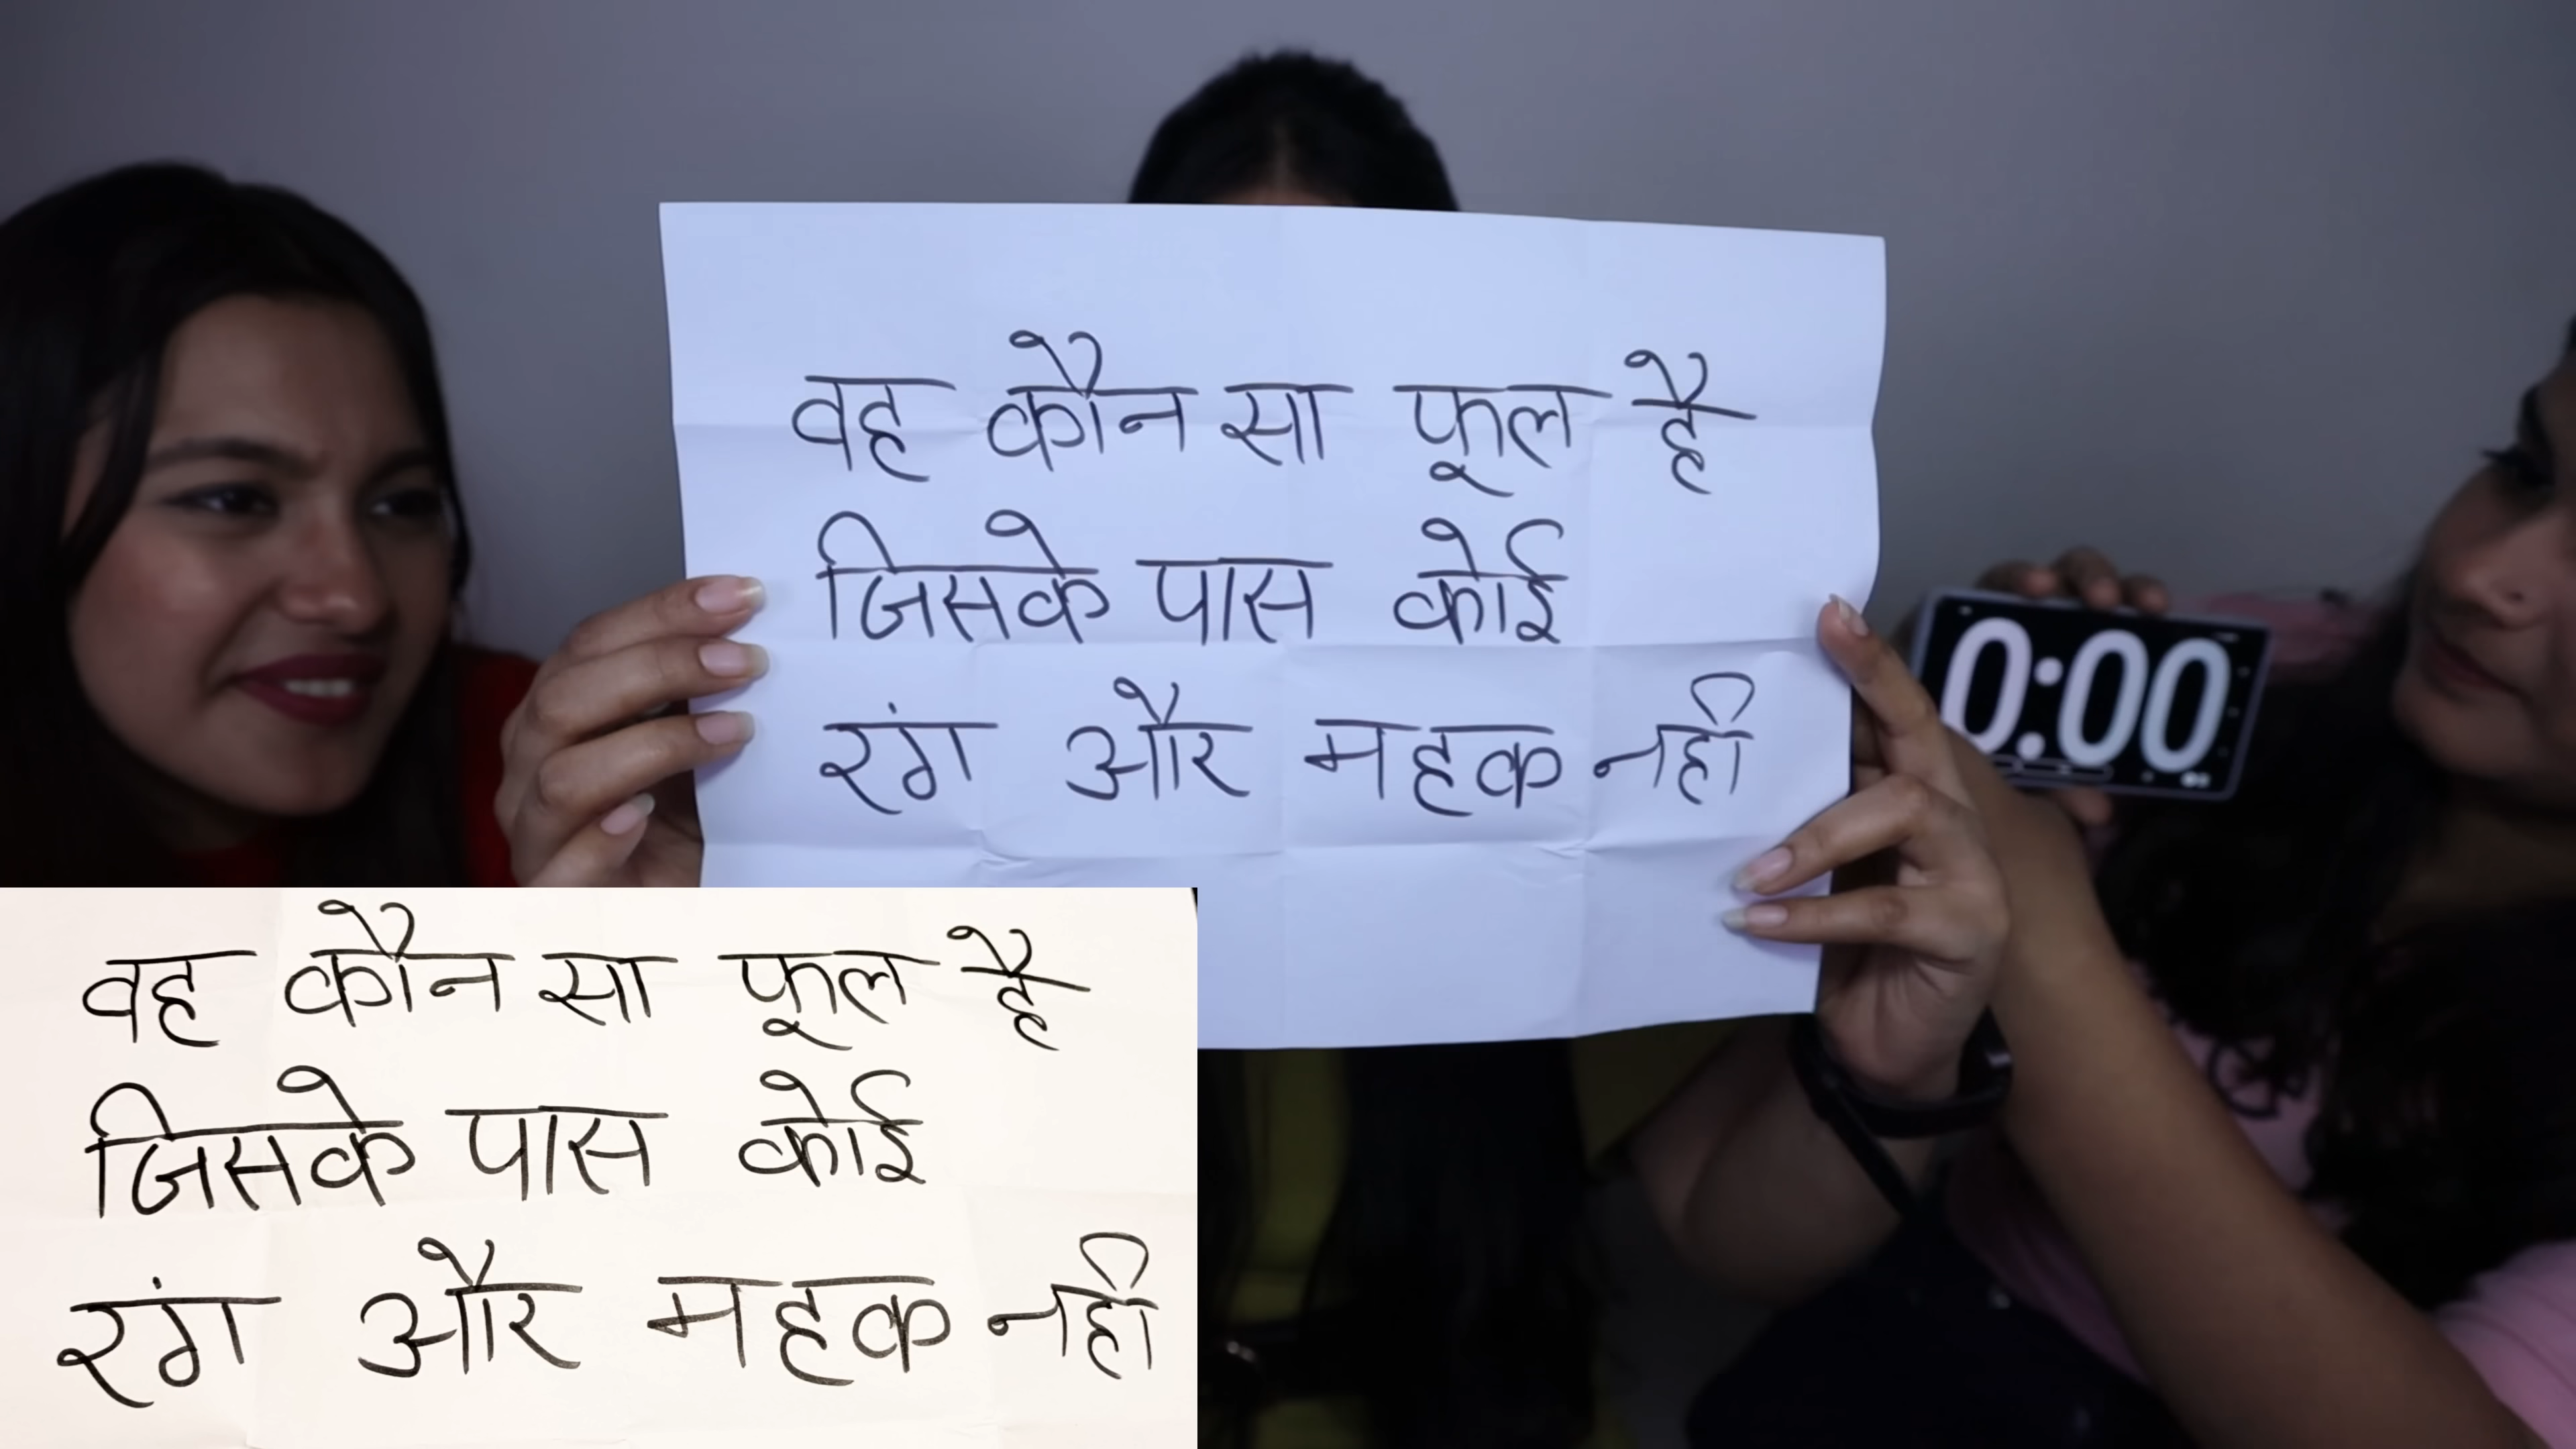 वह कौन सा फूल है
जिसके पास कोई
रंग और महक नही
0:00
वह कौन सा फूल है
जिसके पास कोई
रंग और महक नही